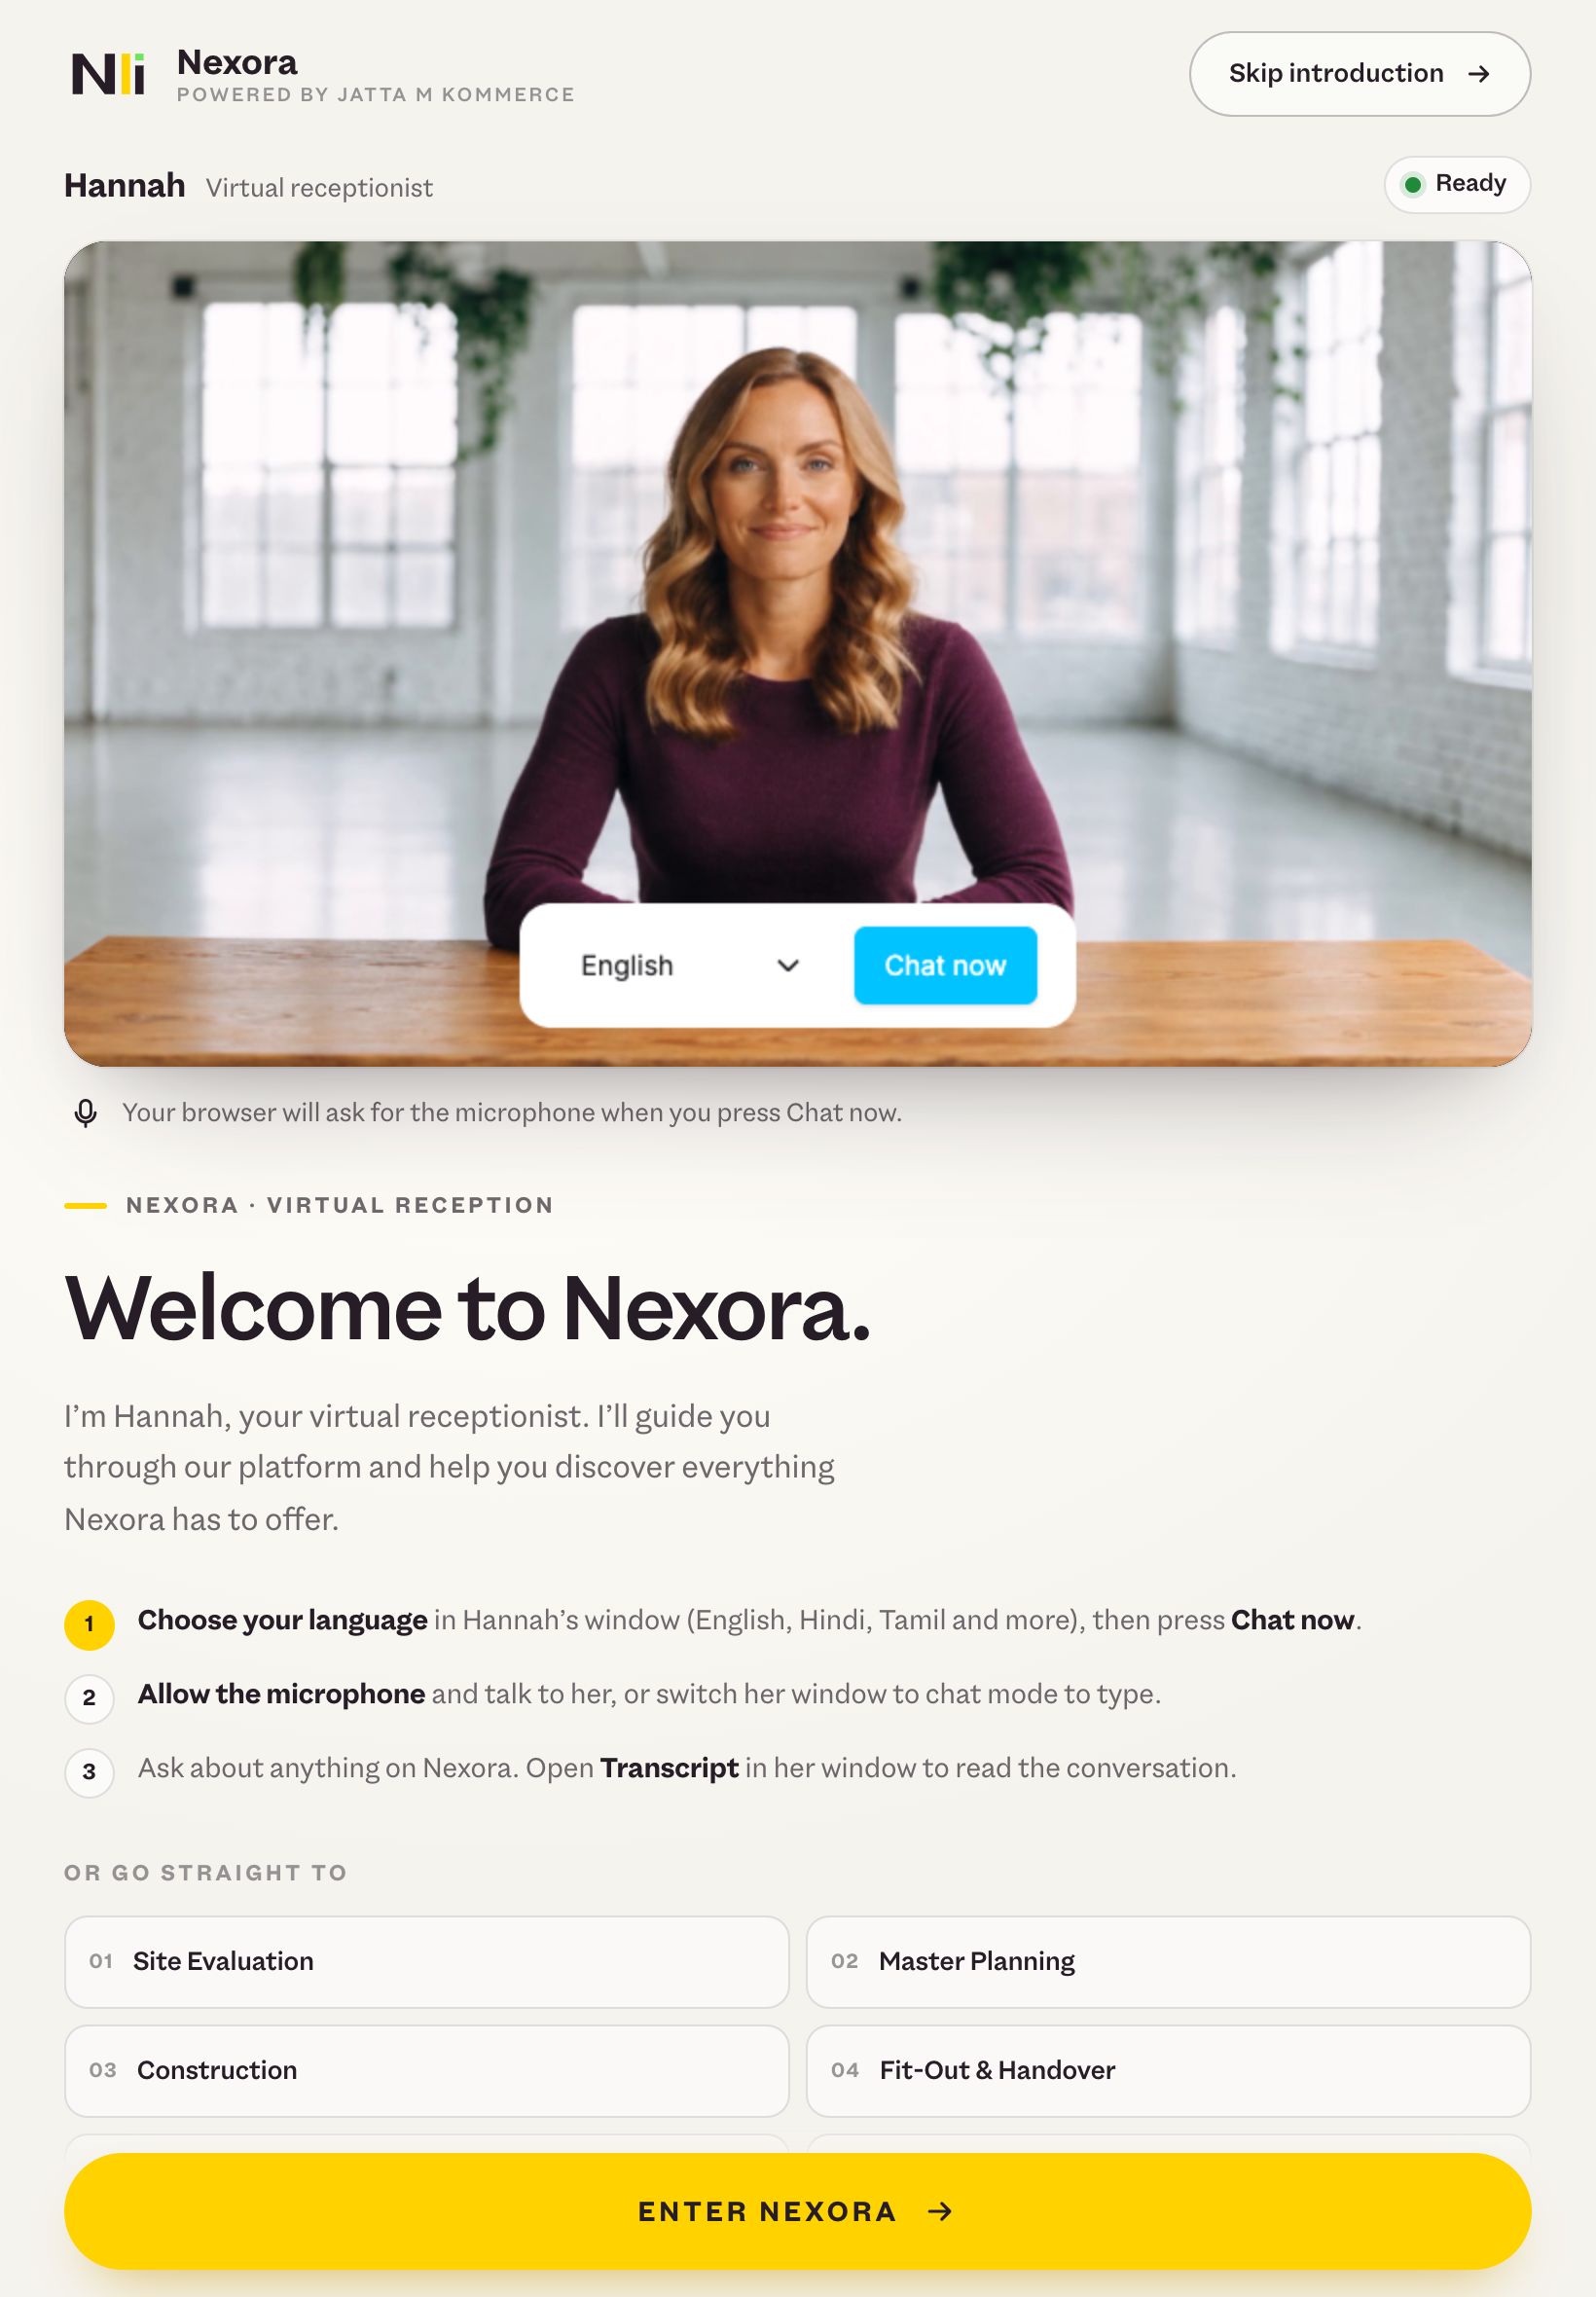 Nli Nexora
POWERED BY JATTA M KOMMERCE
Skip introduction →
Hannah Virtual receptionist
Ready
English
Chat now
Your browser will ask for the microphone when you press Chat now.
NEXORA · VIRTUAL RECEPTION
Welcome to Nexora.
I’m Hannah, your virtual receptionist. I’ll guide you
through our platform and help you discover everything
Nexora has to offer.
1 Choose your language in Hannah’s window (English, Hindi, Tamil and more), then press Chat now.
2 Allow the microphone and talk to her, or switch her window to chat mode to type.
3 Ask about anything on Nexora. Open Transcript in her window to read the conversation.
OR GO STRAIGHT TO
01 Site Evaluation
02 Master Planning
03 Construction
04 Fit-Out & Handover
ENTER NEXORA →